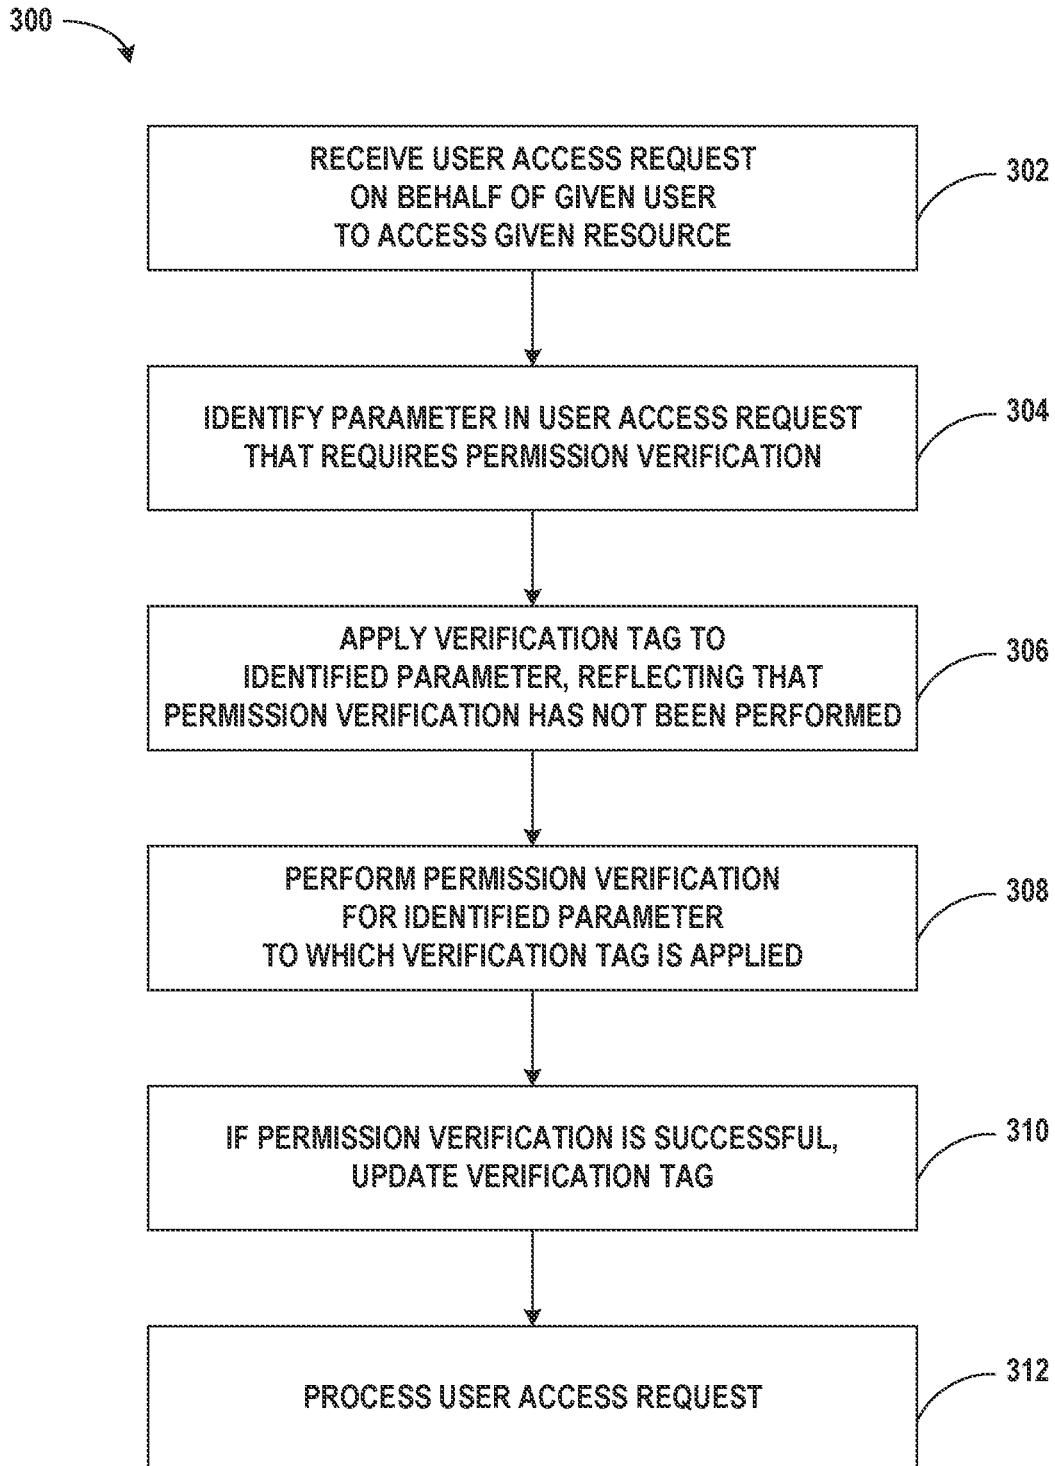 300
RECEIVE USER ACCESS REQUEST
ON BEHALF OF GIVEN USER
TO ACCESS GIVEN RESOURCE
302
IDENTIFY PARAMETER IN USER ACCESS REQUEST
THAT REQUIRES PERMISSION VERIFICATION
304
APPLY VERIFICATION TAG TO
IDENTIFIED PARAMETER, REFLECTING THAT
PERMISSION VERIFICATION HAS NOT BEEN PERFORMED
306
PERFORM PERMISSION VERIFICATION
FOR IDENTIFIED PARAMETER
TO WHICH VERIFICATION TAG IS APPLIED
308
IF PERMISSION VERIFICATION IS SUCCESSFUL,
UPDATE VERIFICATION TAG
310
PROCESS USER ACCESS REQUEST
312